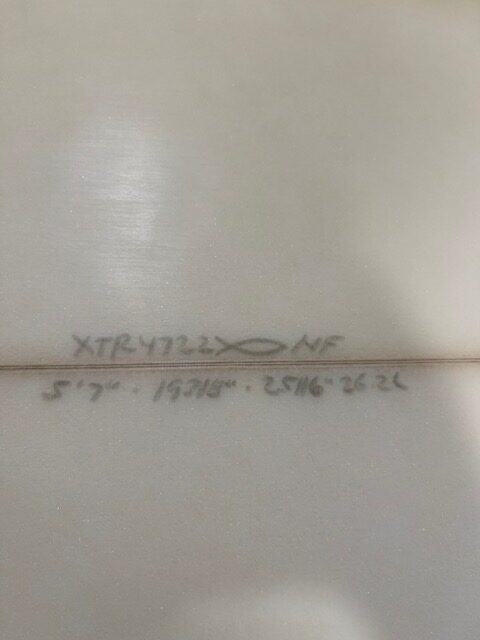 XTR4722 NF
5'7" · 19 3/8" · 2 5/16" 26.2L